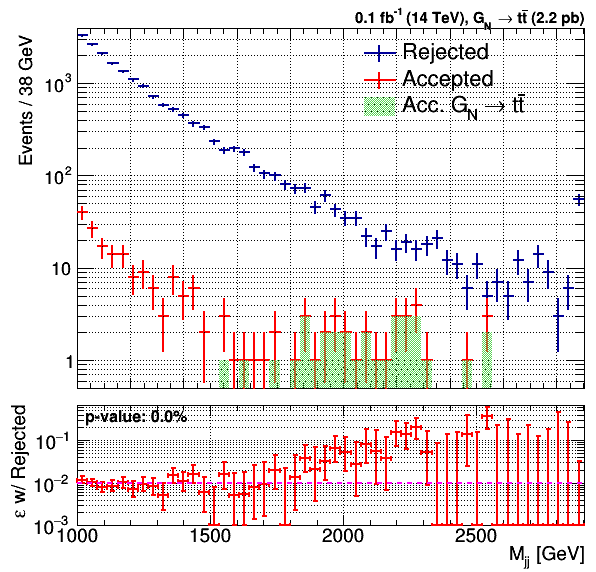 0.1 fb⁻¹ (14 TeV), G_N → tt̄ (2.2 pb)
Events / 38 GeV
10³
10²
10
1
Rejected
Accepted
Acc. G_N → tt̄
ε w/ Rejected
p-value: 0.0%
10⁻¹
10⁻²
10⁻³
1000 1500 2000 2500
M_jj [GeV]